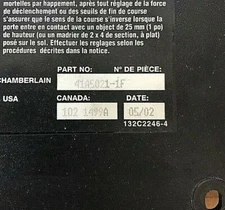 mortelles par happement, après tout réglage de la force
de déclenchement ou des seuils de fin de course
s'assurer que le sens de la course s'inverse lorsque la
porte entre en contact avec un objet de 25 mm (1 po)
de hauteur (ou un madrier de 2 x 4 de section, à plat)
posé sur le sol. Effectuer les réglages selon les
procédures décrites dans la notice.
PART NO: N° DE PIÈCE:
CHAMBERLAIN 41A5021-1F
USA CANADA: DATE:
102 1499A 05/02
132C2246-4